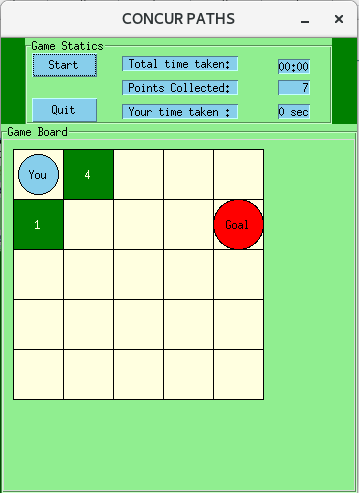 CONCUR PATHS
Game Statics
Start
Total time taken:
00:00
Points Collected:
7
Quit
Your time taken :
0 sec
Game Board
You
4
1
Goal